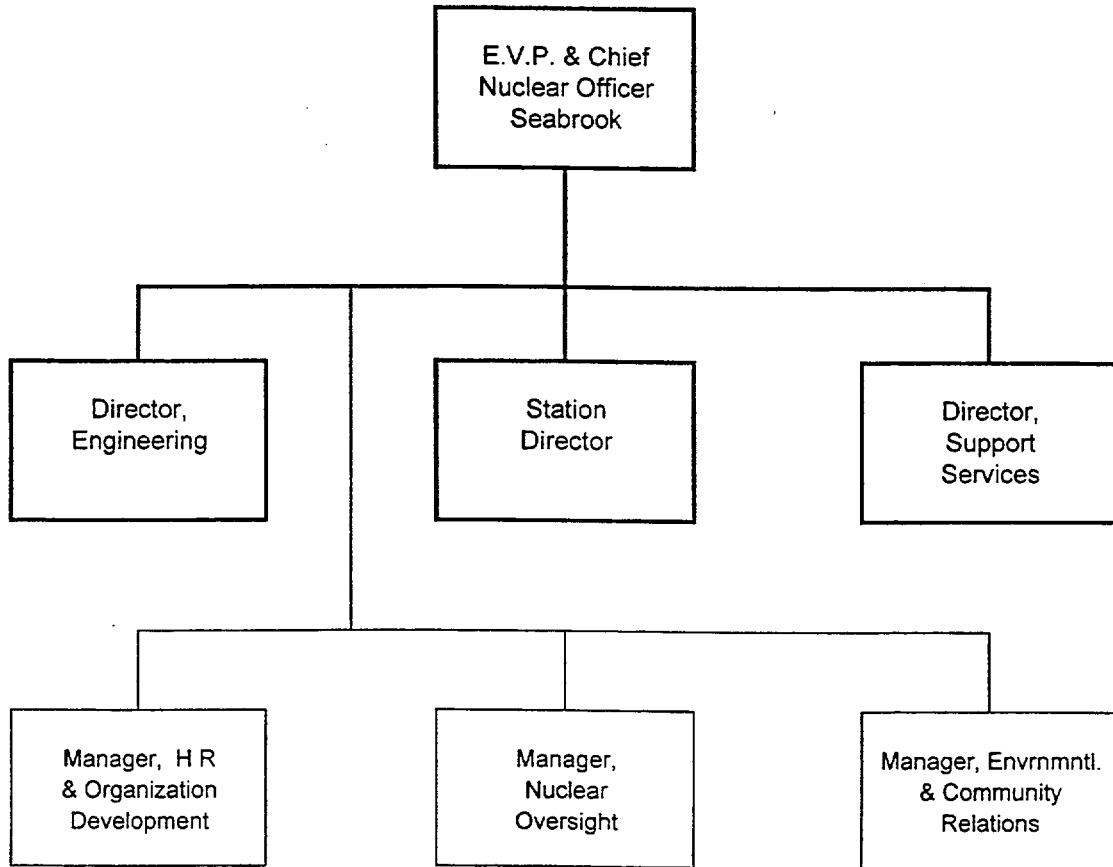 E.V.P. & Chief
Nuclear Officer
Seabrook
Director,
Engineering
Station
Director
Director,
Support
Services
Manager, H R
& Organization
Development
Manager,
Nuclear
Oversight
Manager, Envrnmntl.
& Community
Relations